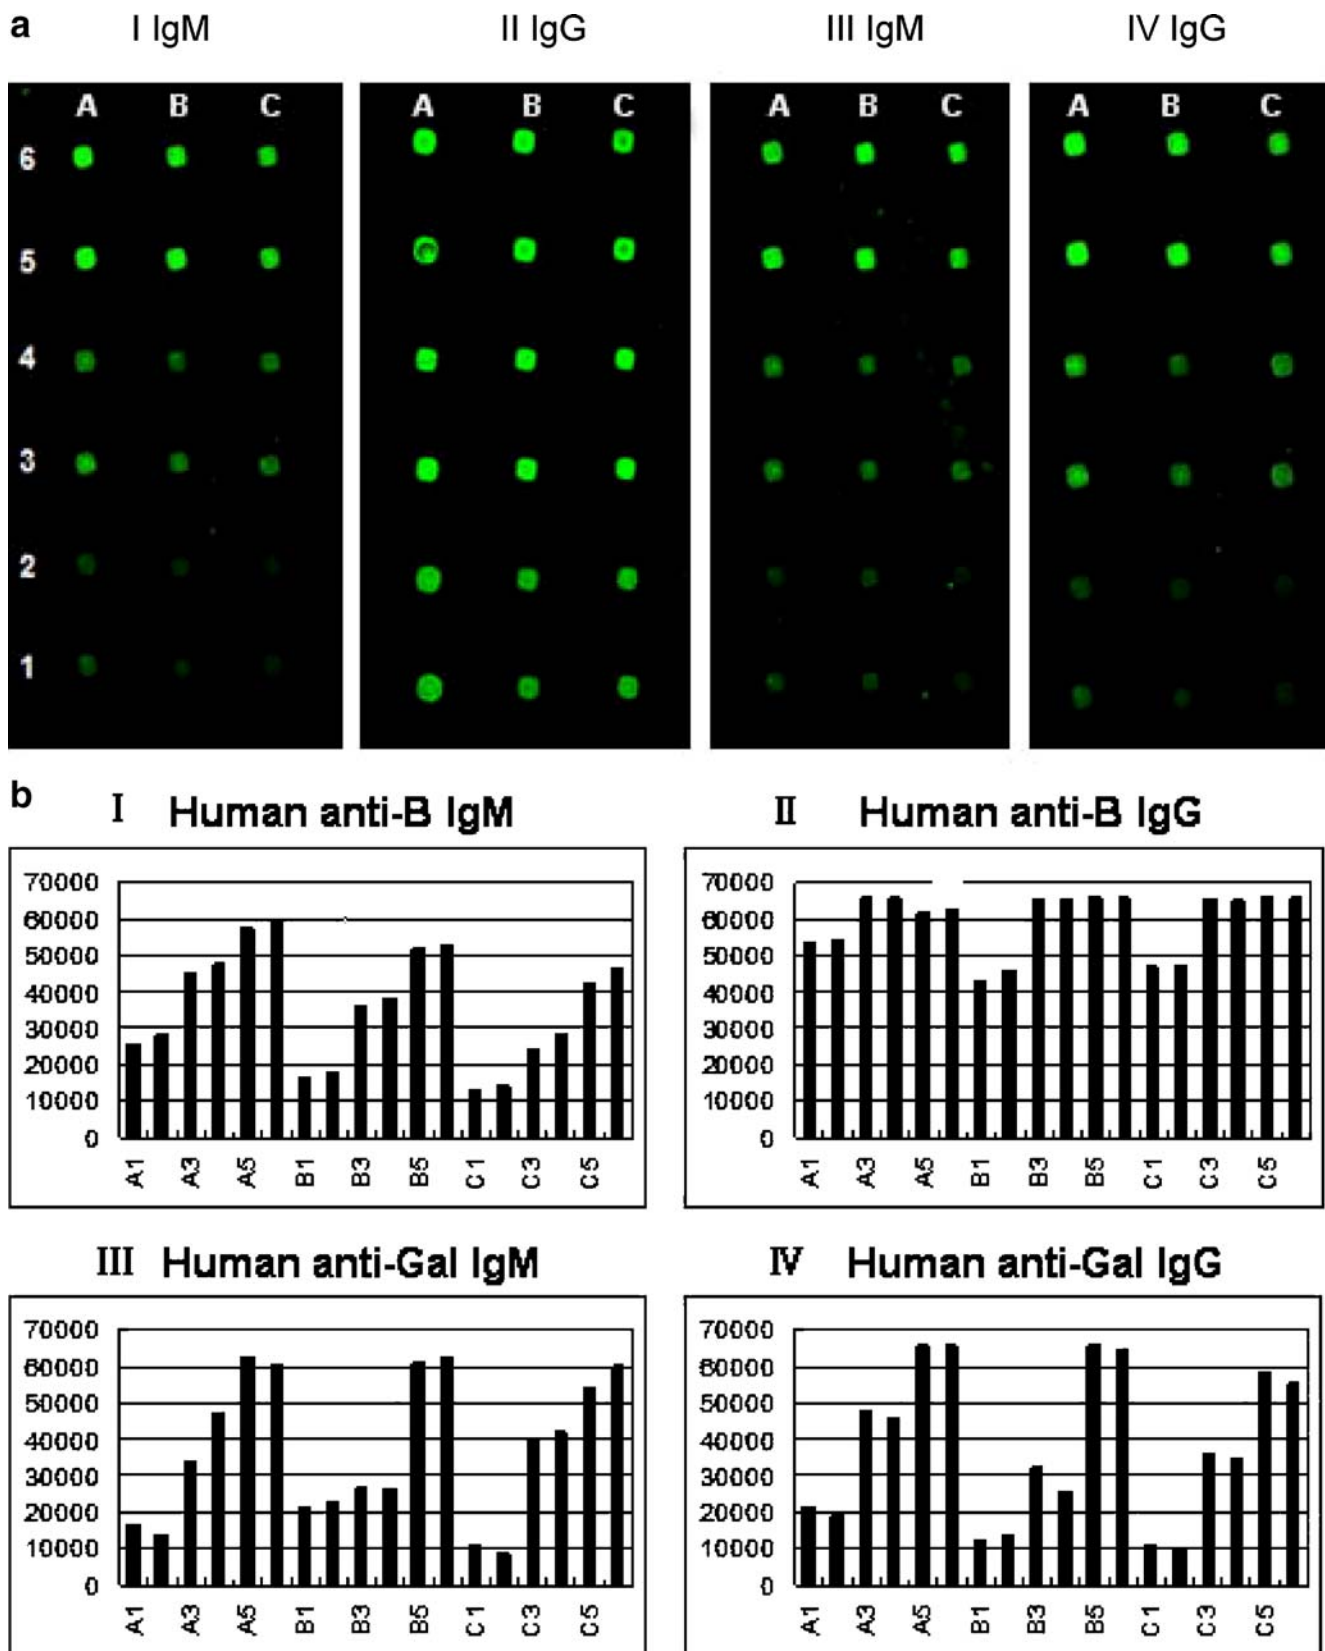 a
I IgM II IgG III IgM IV IgG
A B C A B C A B C A B C
6
5
4
3
2
1
b
I Human anti-B IgM II Human anti-B IgG
70000 70000
60000 60000
50000 50000
40000 40000
30000 30000
20000 20000
10000 10000
0 0
A1 A3 A5 B1 B3 B5 C1 C3 C5 A1 A3 A5 B1 B3 B5 C1 C3 C5
III Human anti-Gal IgM IV Human anti-Gal IgG
70000 70000
60000 60000
50000 50000
40000 40000
30000 30000
20000 20000
10000 10000
0 0
A1 A3 A5 B1 B3 B5 C1 C3 C5 A1 A3 A5 B1 B3 B5 C1 C3 C5